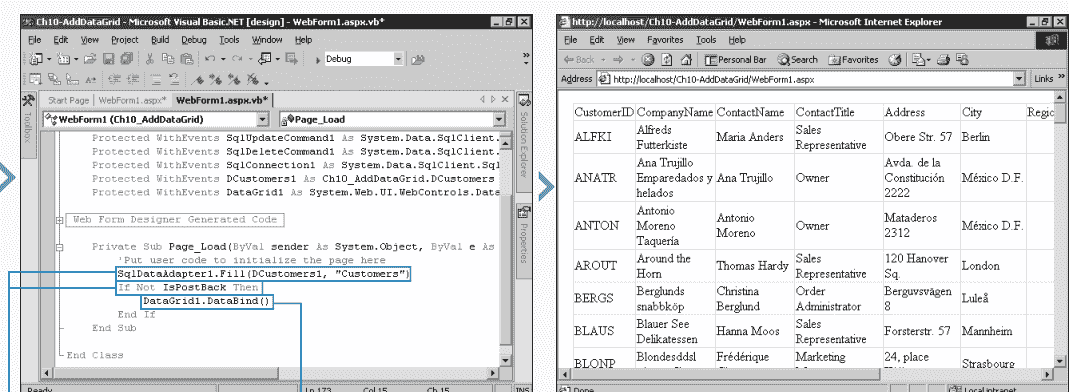 Ch10-AddDataGrid - Microsoft Visual Basic.NET [design] - WebForm1.aspx.vb*
File Edit View Project Build Debug Tools Window Help
Debug
Start Page WebForm1.aspx* WebForm1.aspx.vb*
WebForm1 (Ch10_AddDataGrid) Page_Load
Toolbox
Solution Explorer
Properties
Protected WithEvents SqlUpdateCommand1 As System.Data.SqlClient.
Protected WithEvents SqlDeleteCommand1 As System.Data.SqlClient.
Protected WithEvents SqlConnection1 As System.Data.SqlClient.Sql
Protected WithEvents DCustomers1 As Ch10_AddDataGrid.DCustomers
Protected WithEvents DataGrid1 As System.Web.UI.WebControls.Data
Web Form Designer Generated Code
Private Sub Page_Load(ByVal sender As System.Object, ByVal e As
'Put user code to initialize the page here
SqlDataAdapter1.Fill(DCustomers1, "Customers")
If Not IsPostBack Then
DataGrid1.DataBind()
End If
End Sub
End Class
Ready Ln 173 Col 15 Ch 15 INS
http://localhost/Ch10-AddDataGrid/WebForm1.aspx - Microsoft Internet Explorer
File Edit View Favorites Tools Help
Back Personal Bar Search Favorites
Address http://localhost/Ch10-AddDataGrid/WebForm1.aspx Links »
CustomerID CompanyName ContactName ContactTitle Address City Regio
ALFKI Alfreds Futterkiste Maria Anders Sales Representative Obere Str. 57 Berlin
ANATR Ana Trujillo Emparedados y helados Ana Trujillo Owner Avda. de la Constitución 2222 México D.F.
ANTON Antonio Moreno Taquería Antonio Moreno Owner Mataderos 2312 México D.F.
AROUT Around the Horn Thomas Hardy Sales Representative 120 Hanover Sq. London
BERGS Berglunds snabbköp Christina Berglund Order Administrator Berguvsvägen 8 Luleå
BLAUS Blauer See Delikatessen Hanna Moos Sales Representative Forsterstr. 57 Mannheim
BLONP Blondesddsl Frédérique Marketing 24, place Strasbourg
Done Local intranet